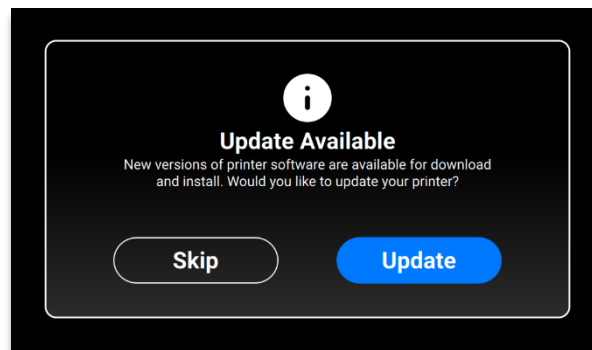 Update Available
New versions of printer software are available for download
and install. Would you like to update your printer?
Skip
Update